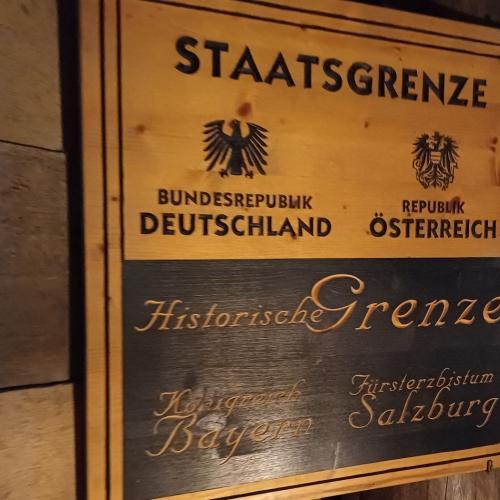 STAATSGRENZE
BUNDESREPUBLIK
DEUTSCHLAND
REPUBLIK
ÖSTERREICH
Historische Grenze
Königreich
Bayern
Fürsterzbistum
Salzburg